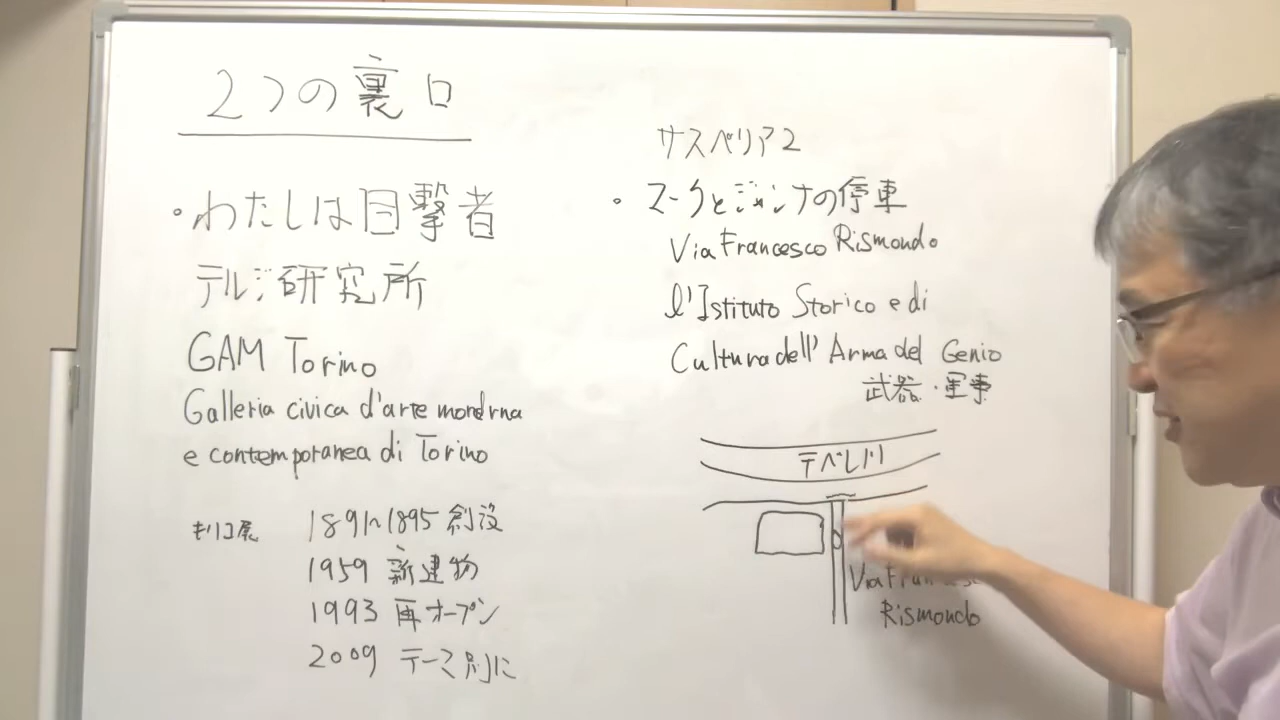 2つの裏口
・わたしは目撃者
テルジ研究所
GAM Torino
Galleria civica d'arte mordrna
e contemporanea di Torino
キリコ展
1891〜1895 創設
1959 新建物
1993 再オープン
2009 テーマ別に
サスペリア2
・マークとジャンナの停車
Via Francesco Rismondo
l'Istituto Storico e di
Cultura dell' Arma del Genio
武器・軍事
テベレ川
Via
Rismondo